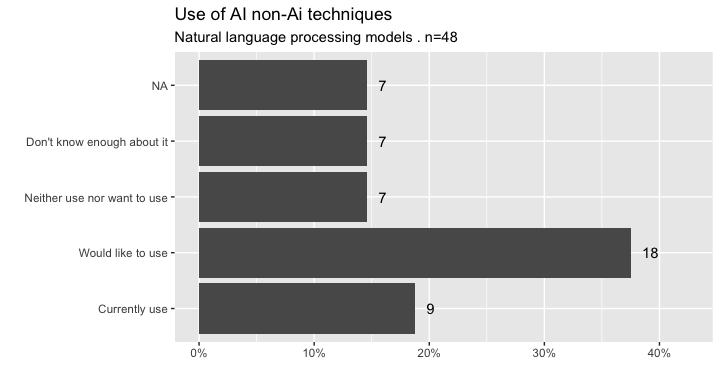 Use of AI non-Ai techniques
Natural language processing models . n=48
NA
7
Don't know enough about it
7
Neither use nor want to use
7
Would like to use
18
Currently use
9
0%
10%
20%
30%
40%